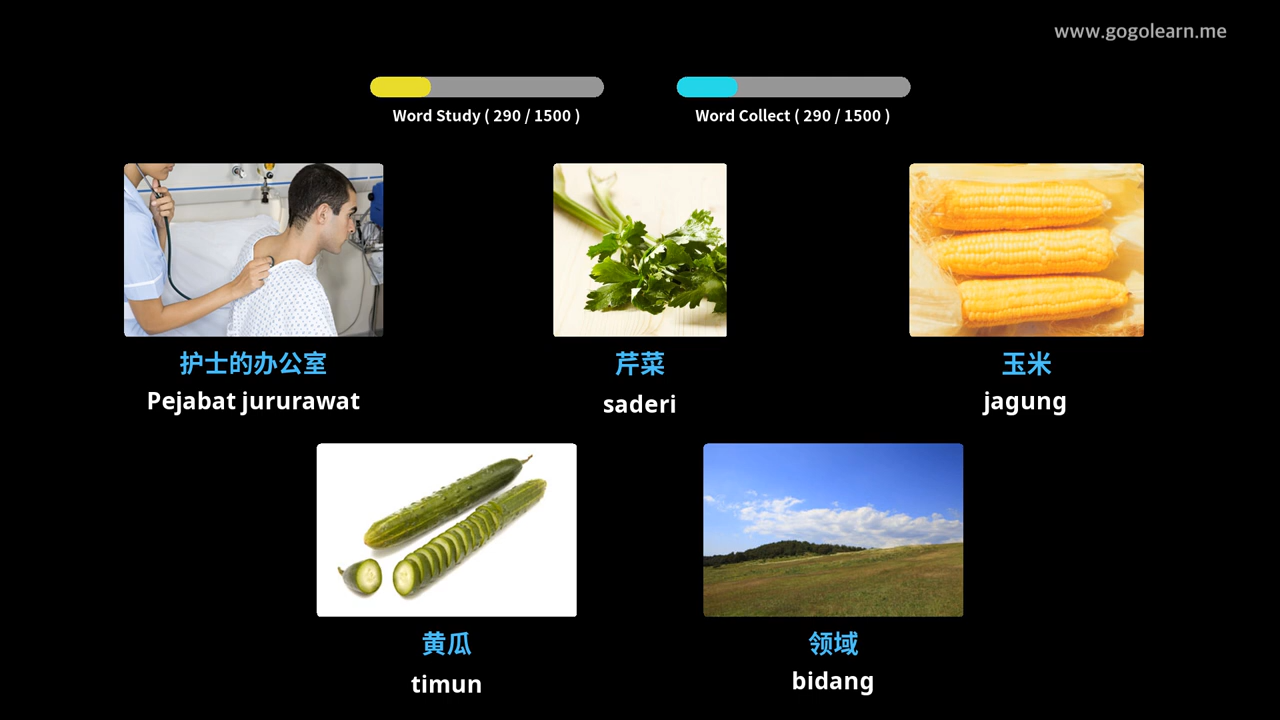 www.gogolearn.me
Word Study ( 290 / 1500 )
Word Collect ( 290 / 1500 )
护士的办公室
芹菜
玉米
Pejabat jururawat
saderi
jagung
黄瓜
领域
timun
bidang